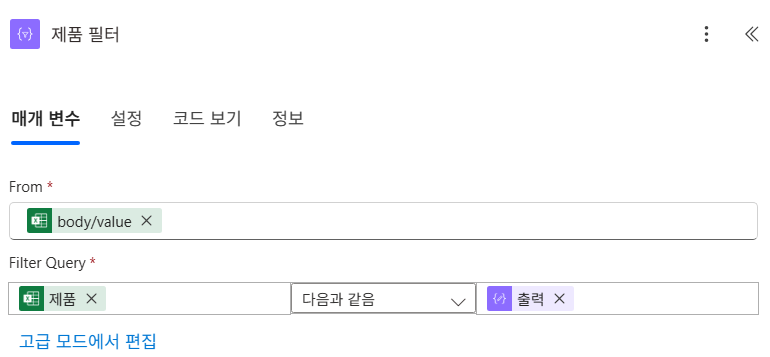 제품 필터
매개 변수 설정 코드 보기 정보
From *
body/value
Filter Query *
제품 다음과 같음 출력
고급 모드에서 편집